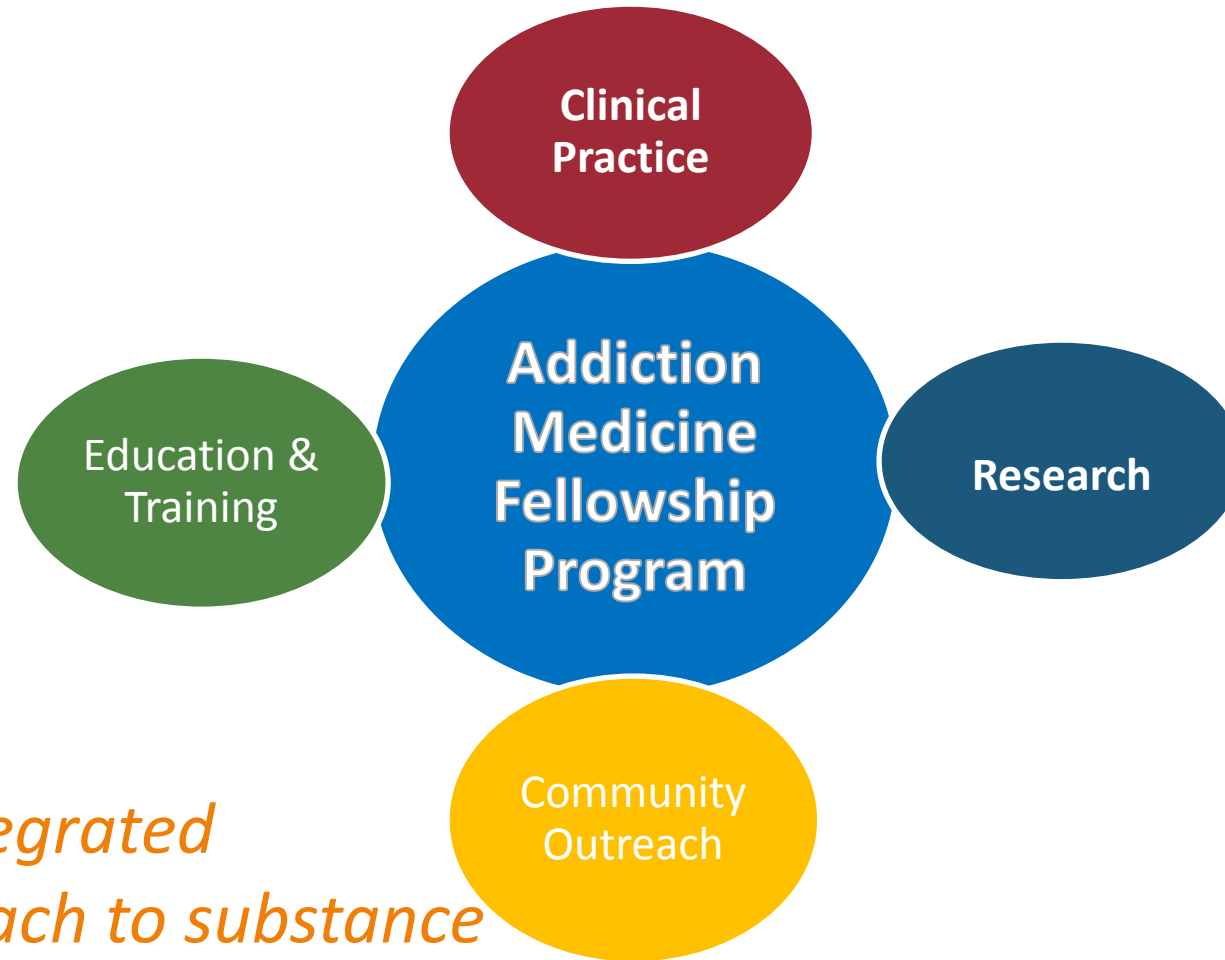 Clinical
Practice
Addiction
Medicine
Fellowship
Program
Education &
Training
Research
Community
Outreach
egrated
ach to substance